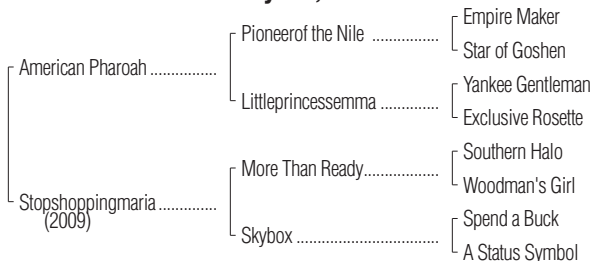 Empire Maker
Pioneerof the Nile ................
Star of Goshen
American Pharoah ...............
Yankee Gentleman
Littleprincessemma ..............
Exclusive Rosette
Southern Halo
More Than Ready..................
Woodman's Girl
Stopshoppingmaria ..............
(2009)
Spend a Buck
Skybox ..................................
A Status Symbol